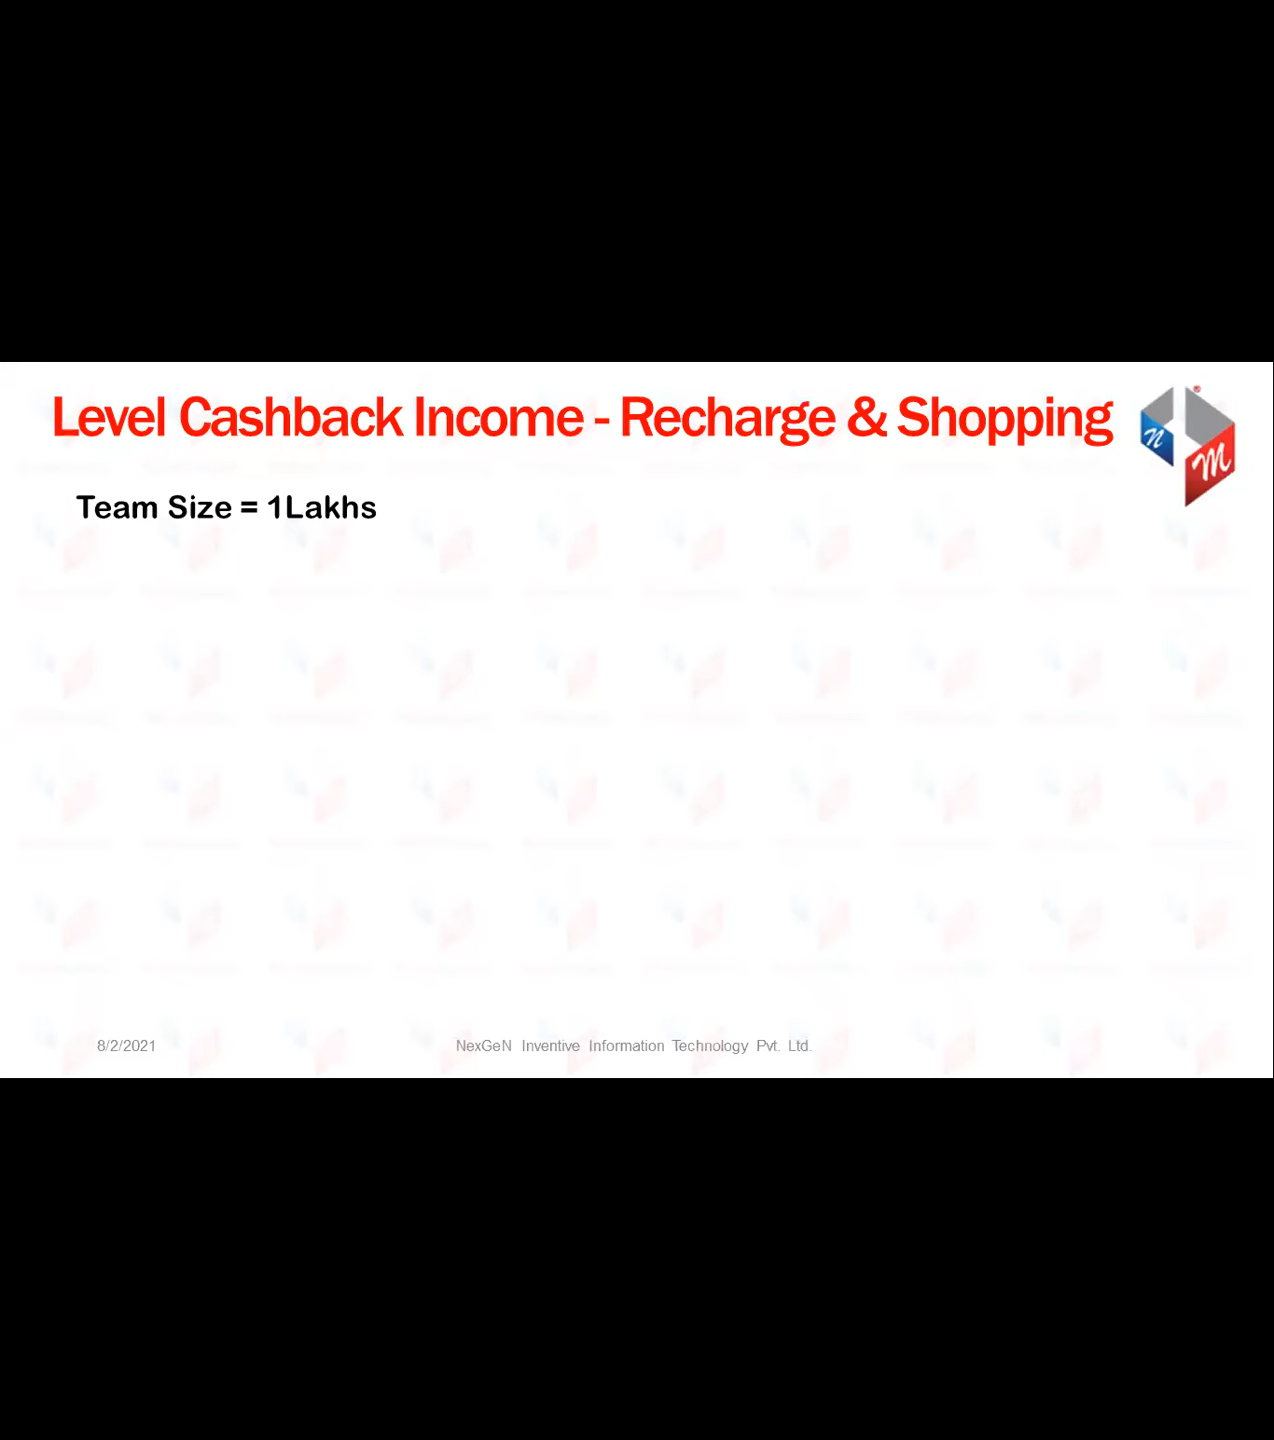 Level Cashback Income - Recharge & Shopping
n
M
®
Team Size = 1Lakhs
8/2/2021
NexGeN Inventive Information Technology Pvt. Ltd.